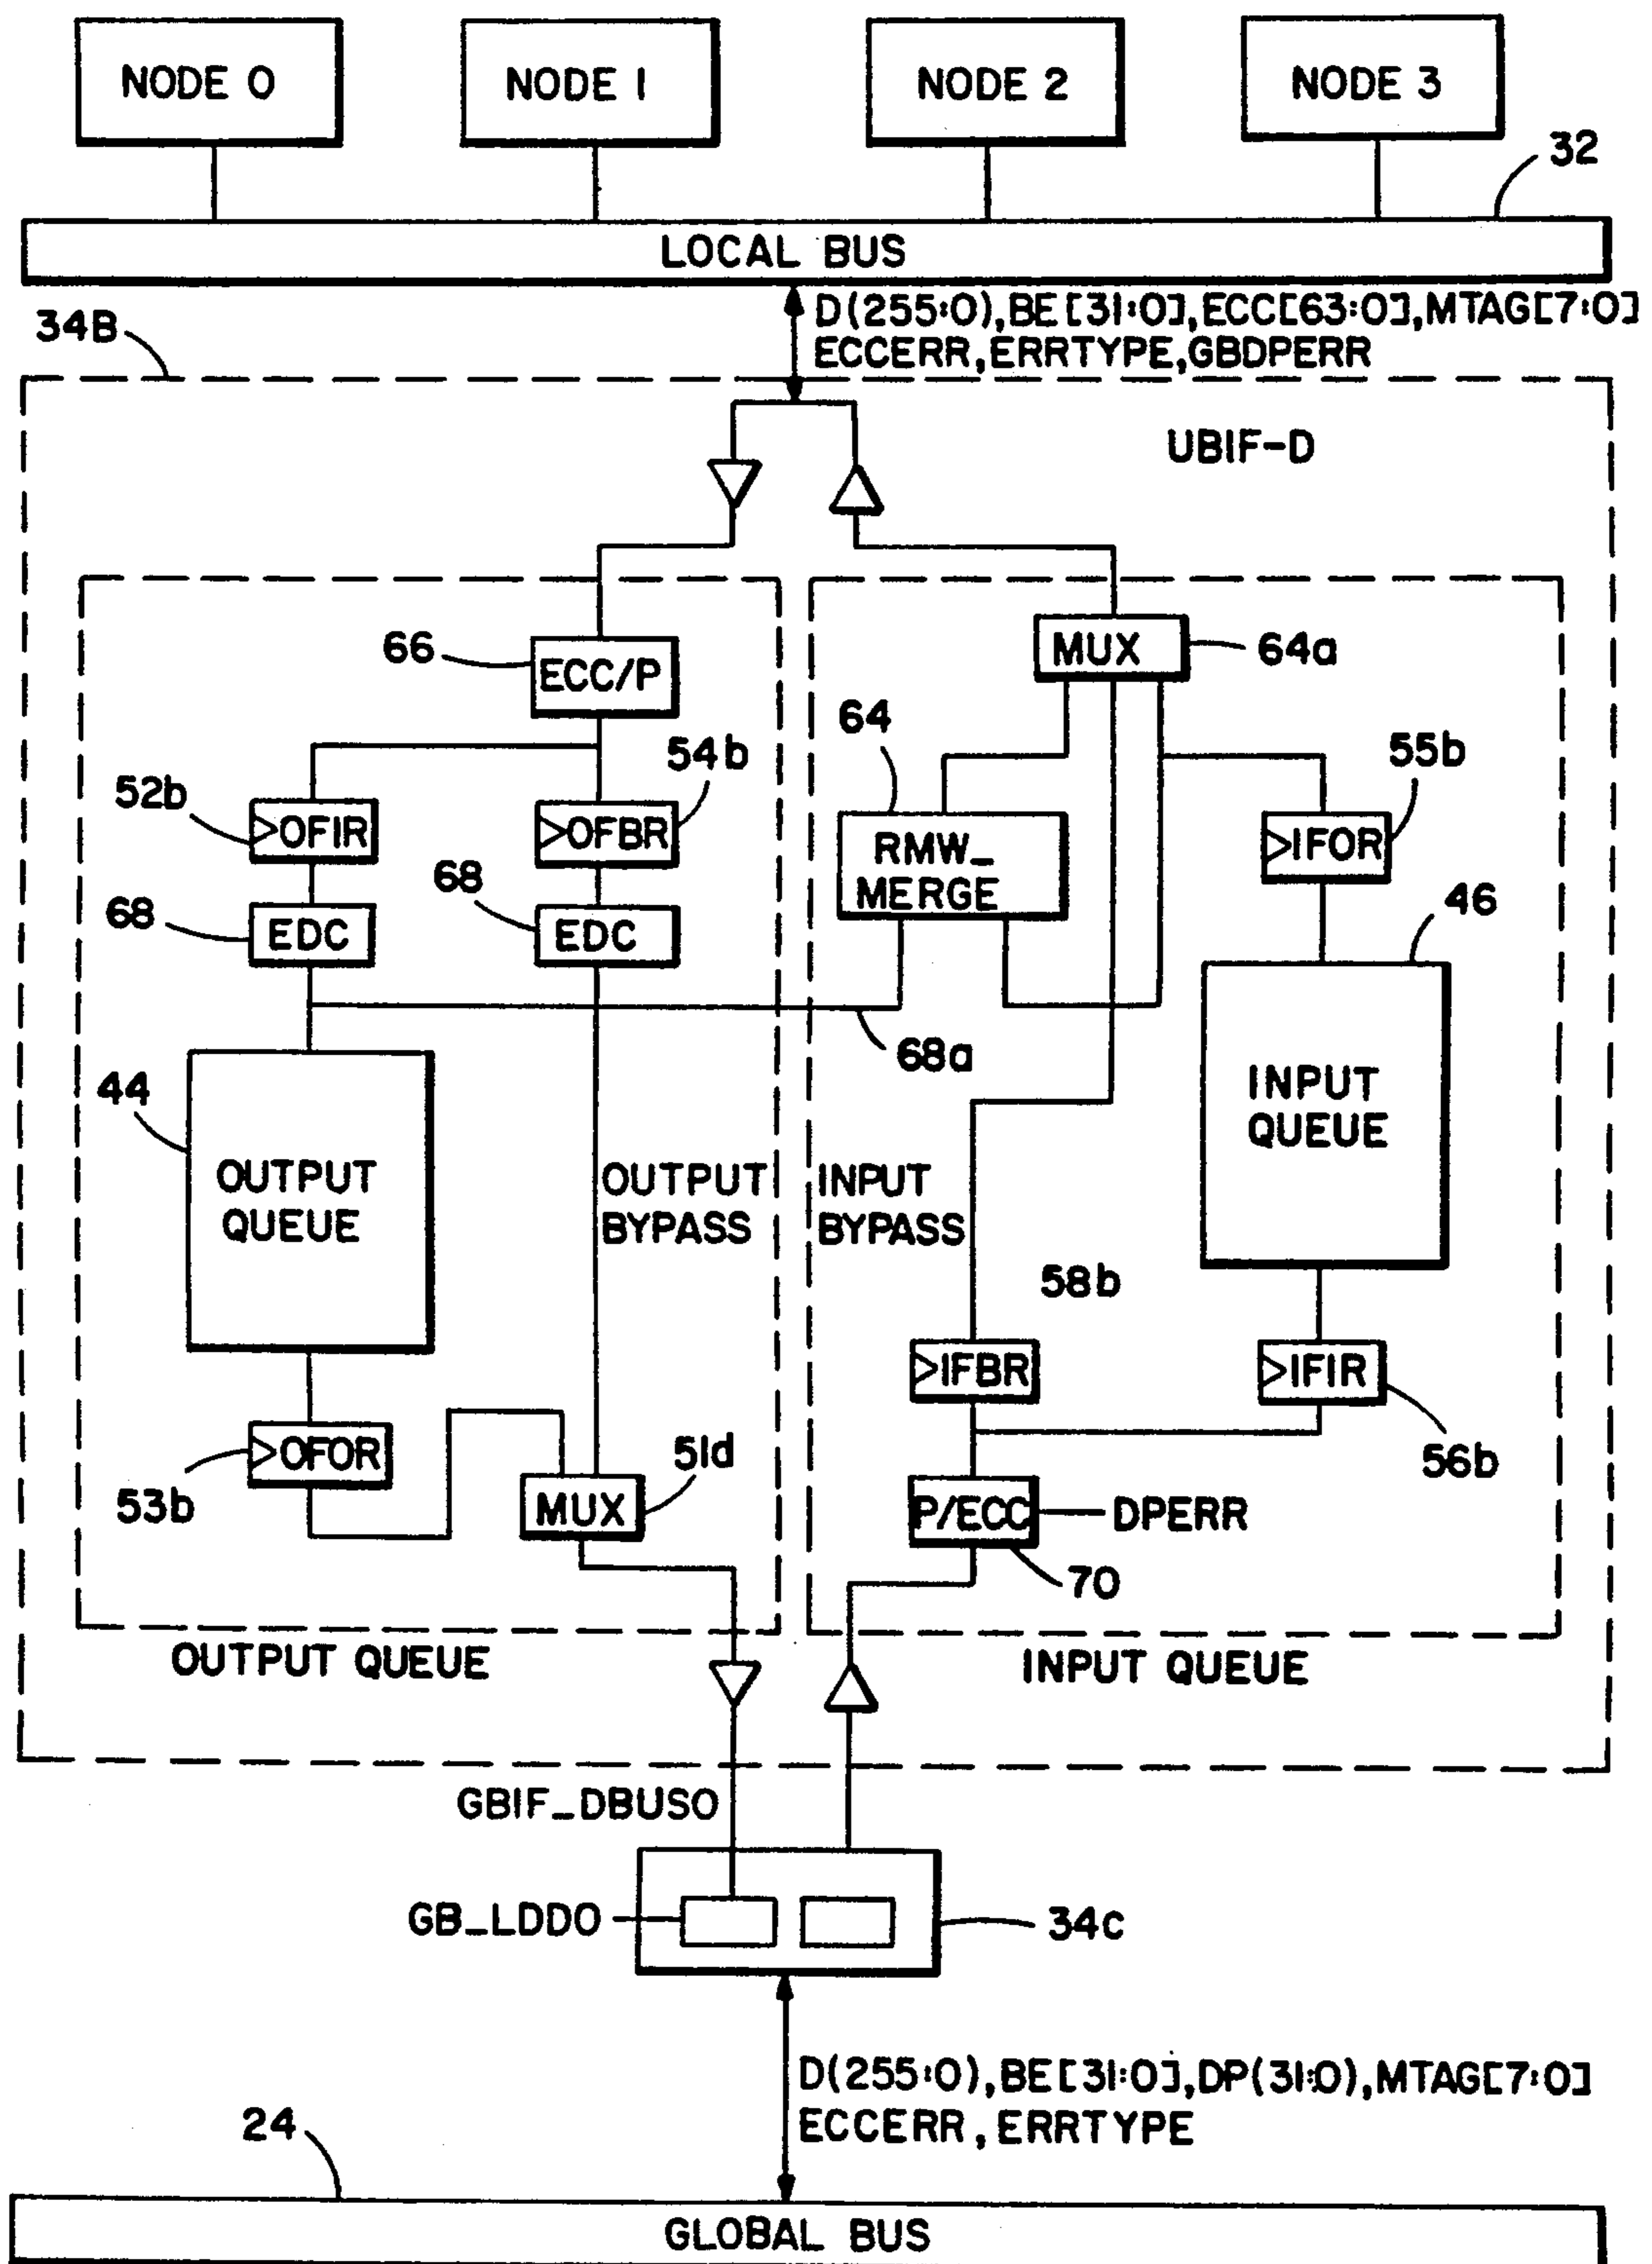 NODE 0
NODE 1
NODE 2
NODE 3
32
LOCAL BUS
34B
D(255:0),BE[31:0],ECC[63:0],MTAG[7:0]
ECCERR,ERRTYPE,GBDPERR
UBIF-D
66
ECC/P
MUX
64a
64
54b
55b
52b
>OFIR
>OFBR
RMW_
MERGE
>IFOR
68
EDC
68
EDC
46
68a
44
OUTPUT
QUEUE
OUTPUT
BYPASS
INPUT
BYPASS
INPUT
QUEUE
58b
>IFBR
>IFIR
>OFOR
53b
51d
MUX
56b
P/ECC
DPERR
70
OUTPUT QUEUE
INPUT QUEUE
GBIF_DBUSO
GB_LDDO
34c
D(255:0),BE[31:0],DP(31:0),MTAG[7:0]
ECCERR, ERRTYPE
24
GLOBAL BUS